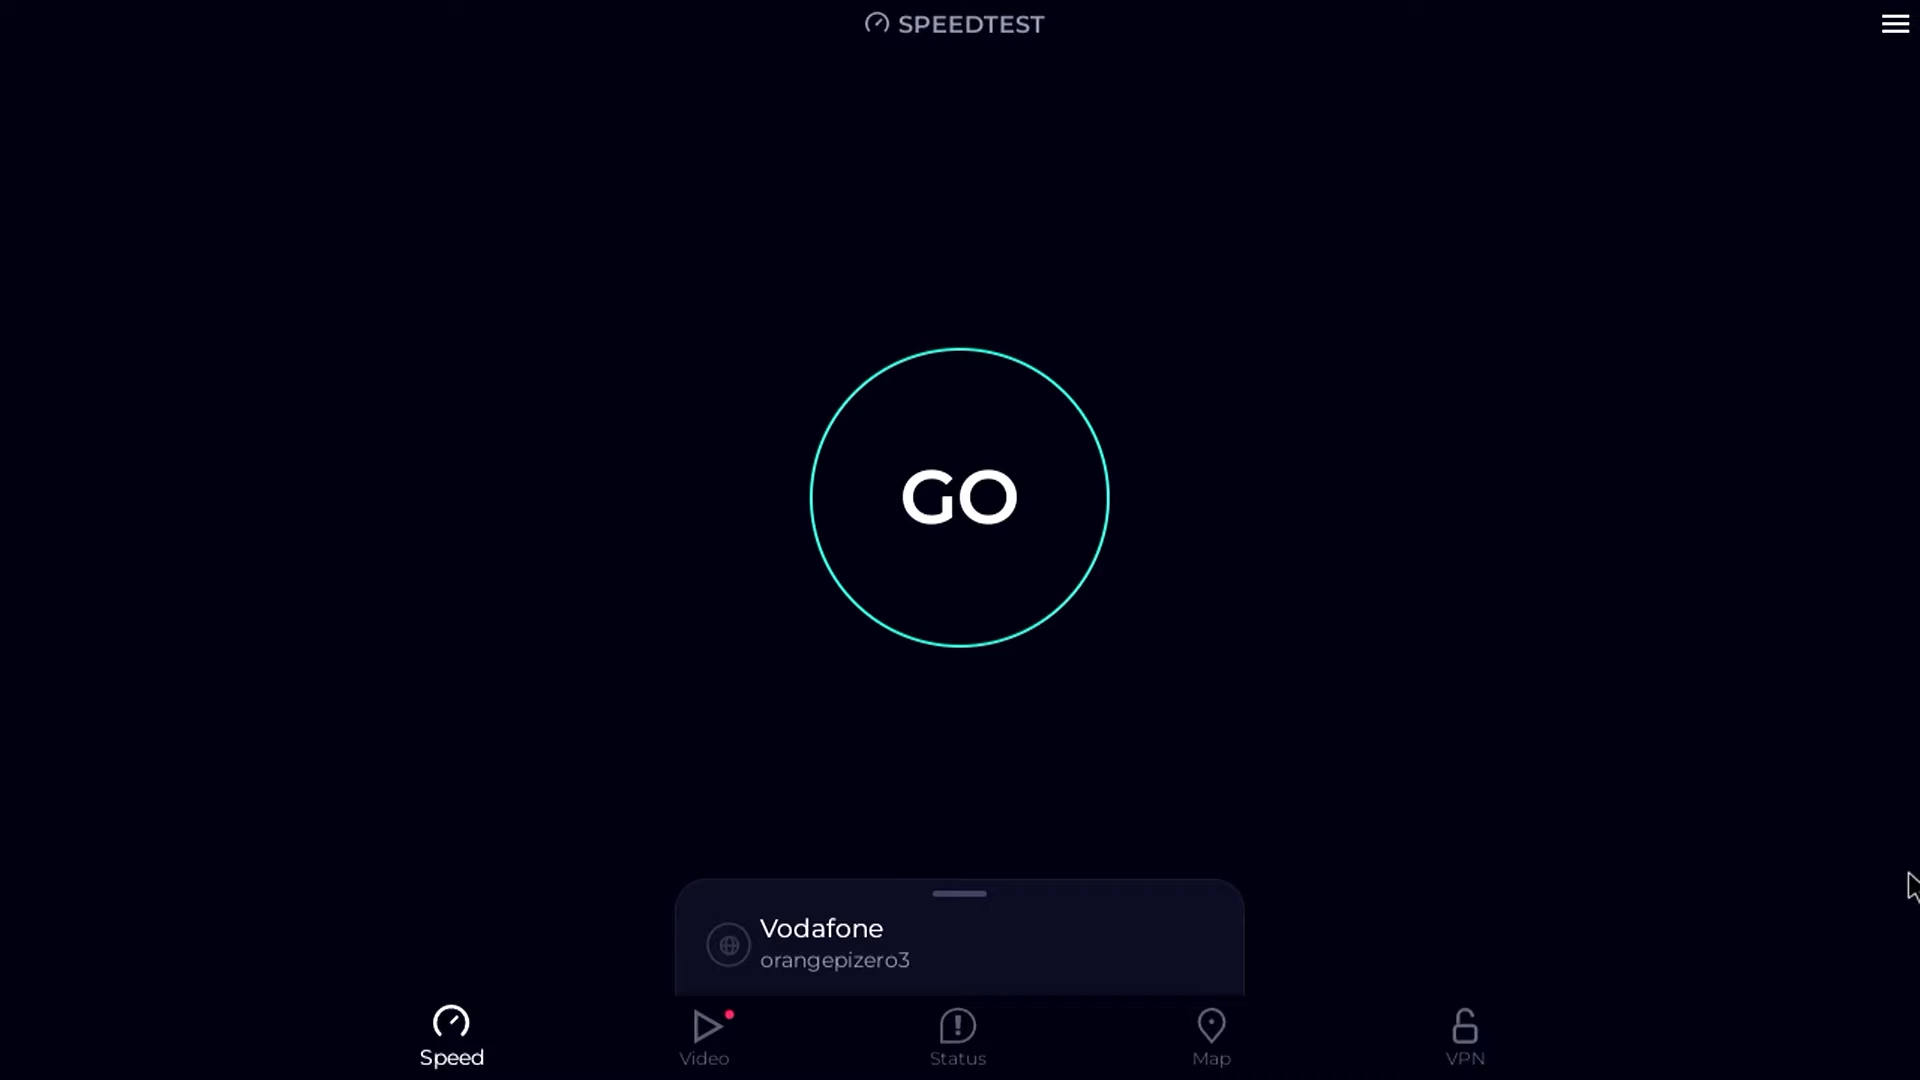 SPEEDTEST
GO
Vodafone
orangepizero3
Speed
Video
Status
Map
VPN